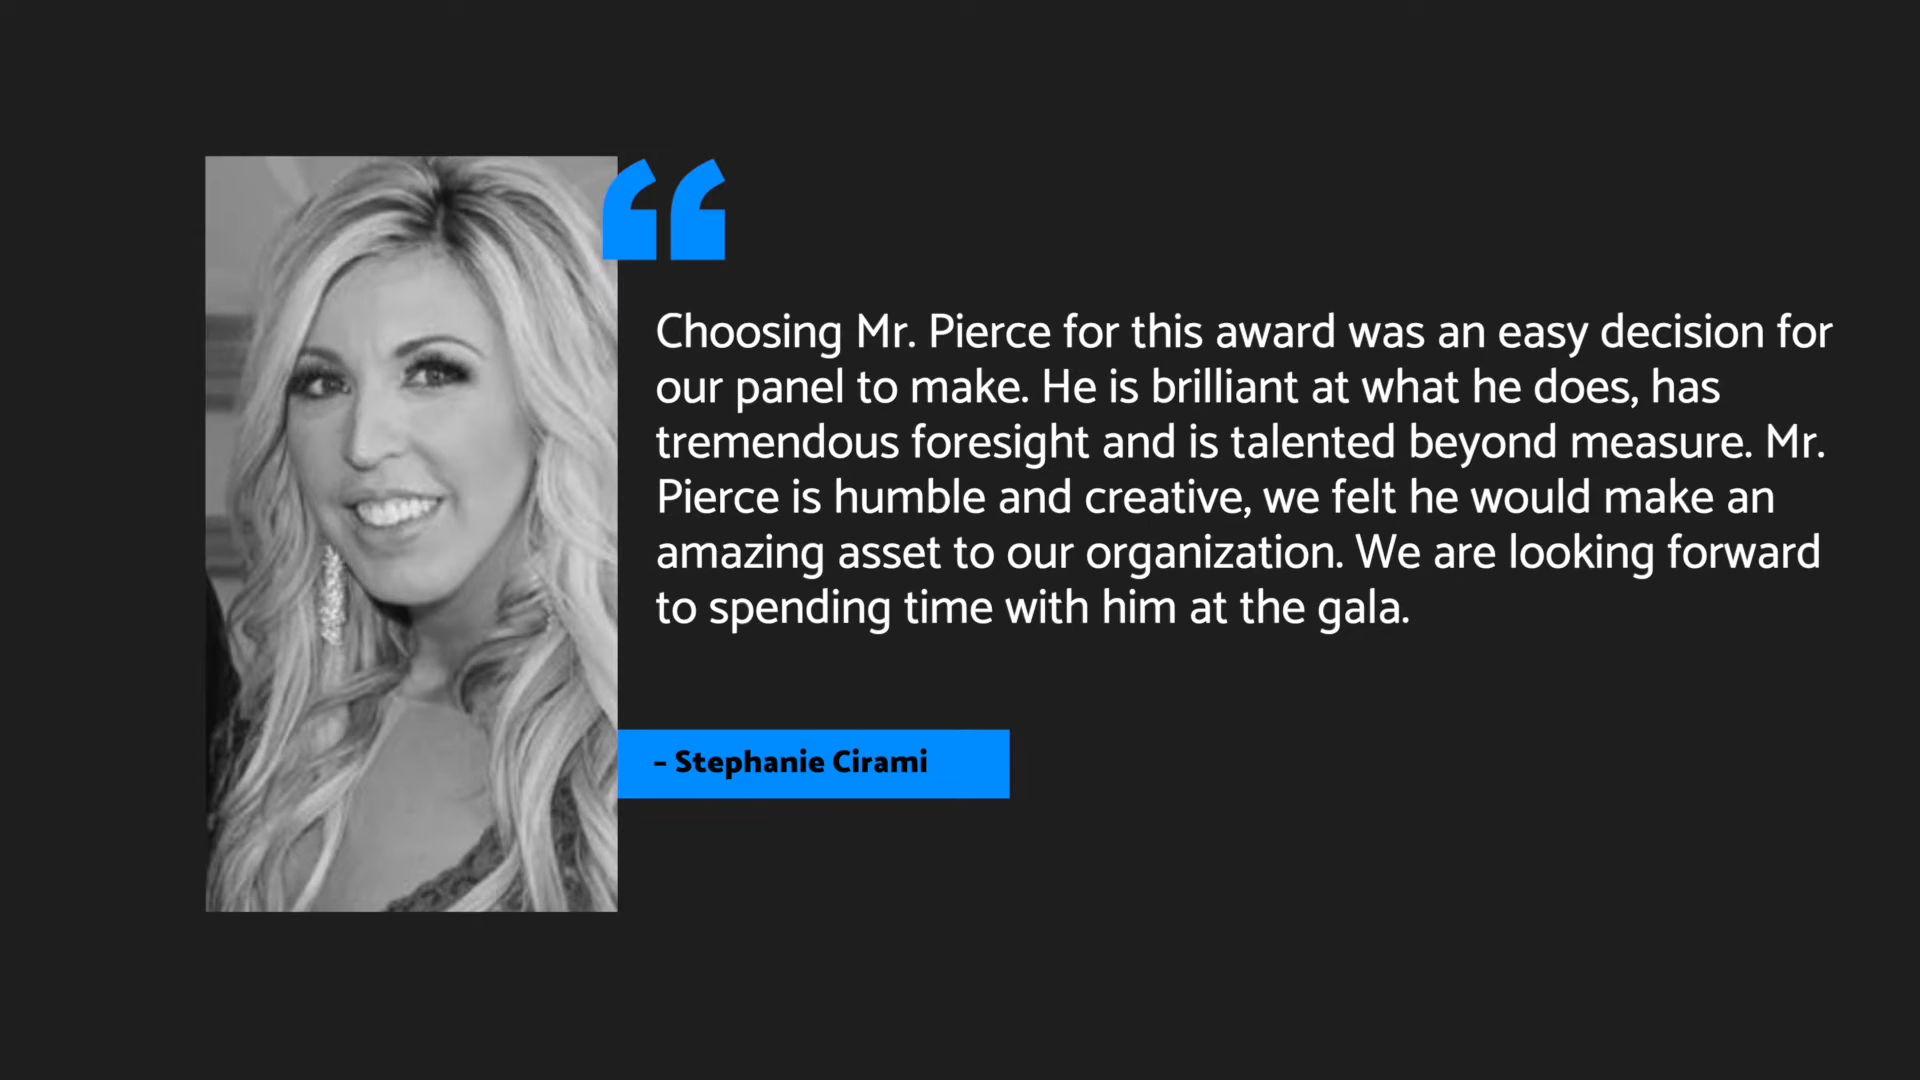 “
Choosing Mr. Pierce for this award was an easy decision for
our panel to make. He is brilliant at what he does, has
tremendous foresight and is talented beyond measure. Mr.
Pierce is humble and creative, we felt he would make an
amazing asset to our organization. We are looking forward
to spending time with him at the gala.
– Stephanie Cirami